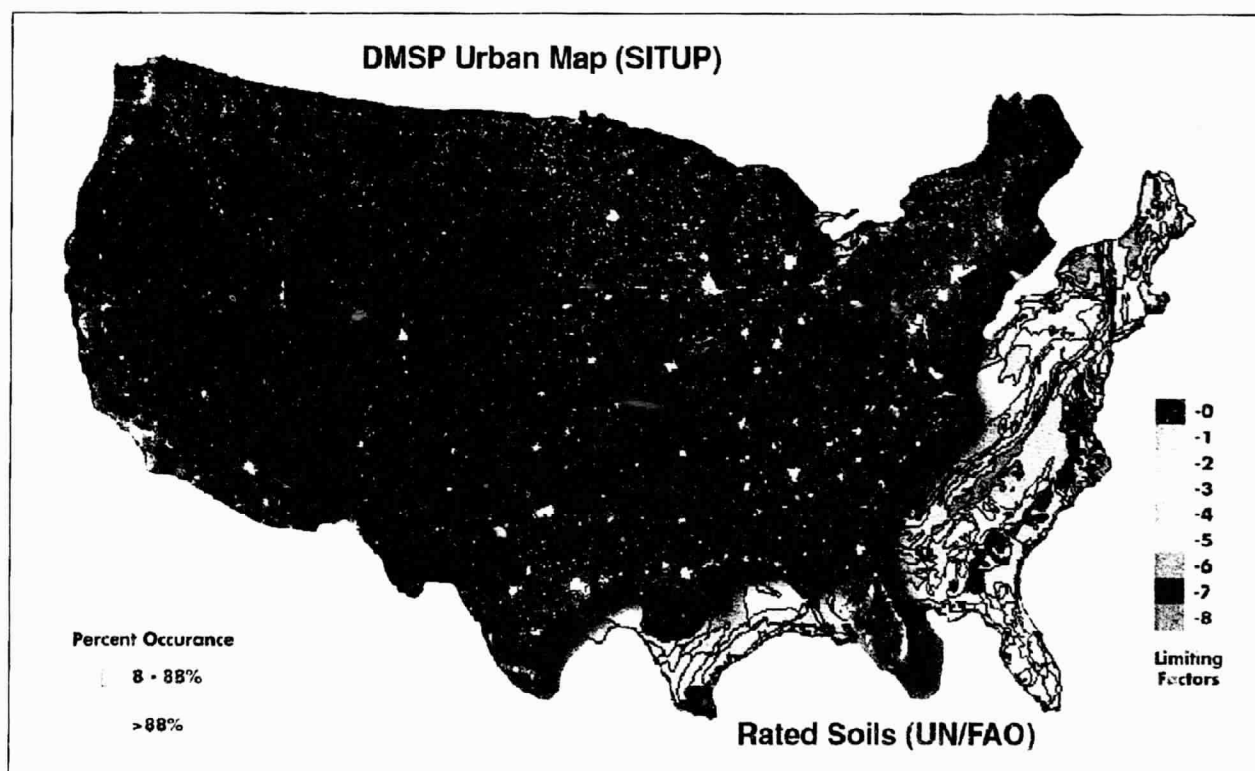 DMSP Urban Map (SITUP)
-0
-1
-2
-3
-4
-5
-6
-7
-8
Limiting
Factors
Percent Occurance
8 - 88%
>88%
Rated Soils (UN/FAO)